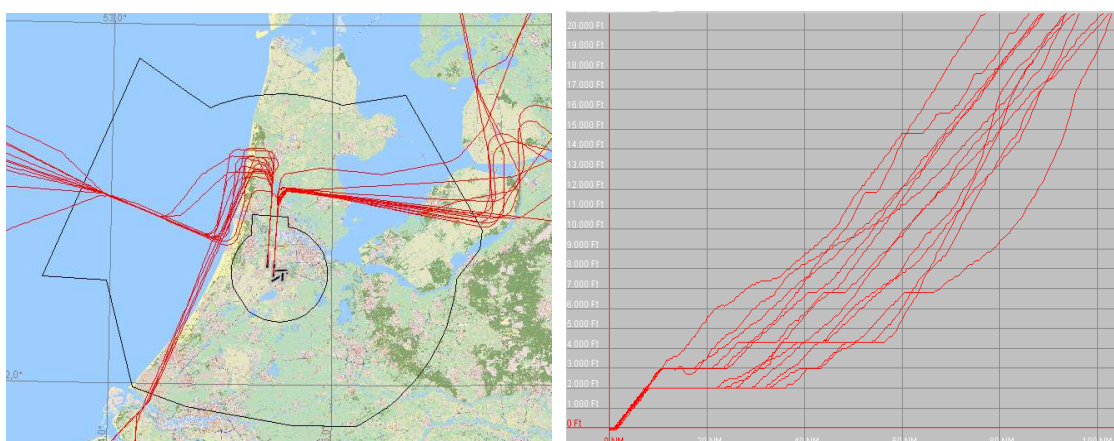 53,0°
2,0°
20.000 Ft
19.000 Ft
18.000 Ft
17.000 Ft
16.000 Ft
15.000 Ft
14.000 Ft
13.000 Ft
12.000 Ft
11.000 Ft
10.000 Ft
9.000 Ft
8.000 Ft
7.000 Ft
6.000 Ft
5.000 Ft
4.000 Ft
3.000 Ft
2.000 Ft
1.000 Ft
0 Ft
0 NM
20 NM
40 NM
60 NM
80 NM
100 NM